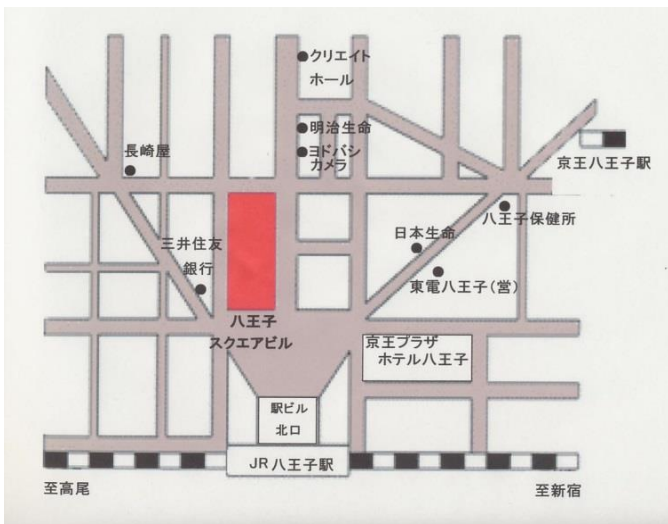 クリエイト
ホール
明治生命
ヨドバシ
カメラ
長崎屋
京王八王子駅
八王子保健所
三井住友
銀行
日本生命
東電八王子(営)
八王子
スクエアビル
京王プラザ
ホテル八王子
駅ビル
北口
JR八王子駅
至高尾
至新宿